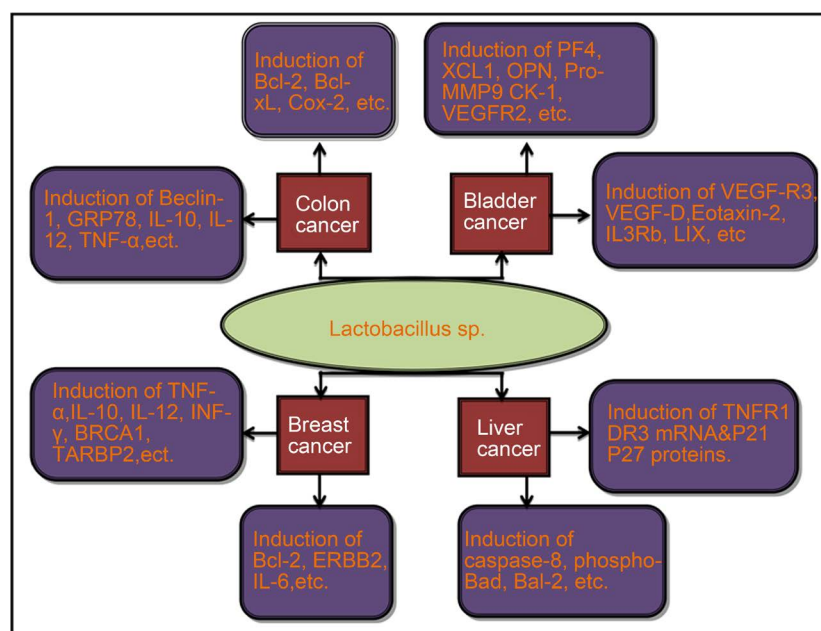 Induction of
Bcl-2, Bcl-
xL, Cox-2, etc.
Induction of PF4,
XCL1, OPN, Pro-
MMP9 CK-1,
VEGFR2, etc.
Induction of Beclin-
1, GRP78, IL-10, IL-
12, TNF-α,ect.
Colon
cancer
Bladder
cancer
Induction of VEGF-R3,
VEGF-D,Eotaxin-2,
IL3Rb, LIX, etc
Lactobacillus sp.
Induction of TNF-
α,IL-10, IL-12, INF-
γ, BRCA1,
TARBP2,ect.
Breast
cancer
Liver
cancer
Induction of TNFR1
DR3 mRNA&P21
P27 proteins.
Induction of
Bcl-2, ERBB2,
IL-6,etc.
Induction of
caspase-8, phospho-
Bad, Bal-2, etc.